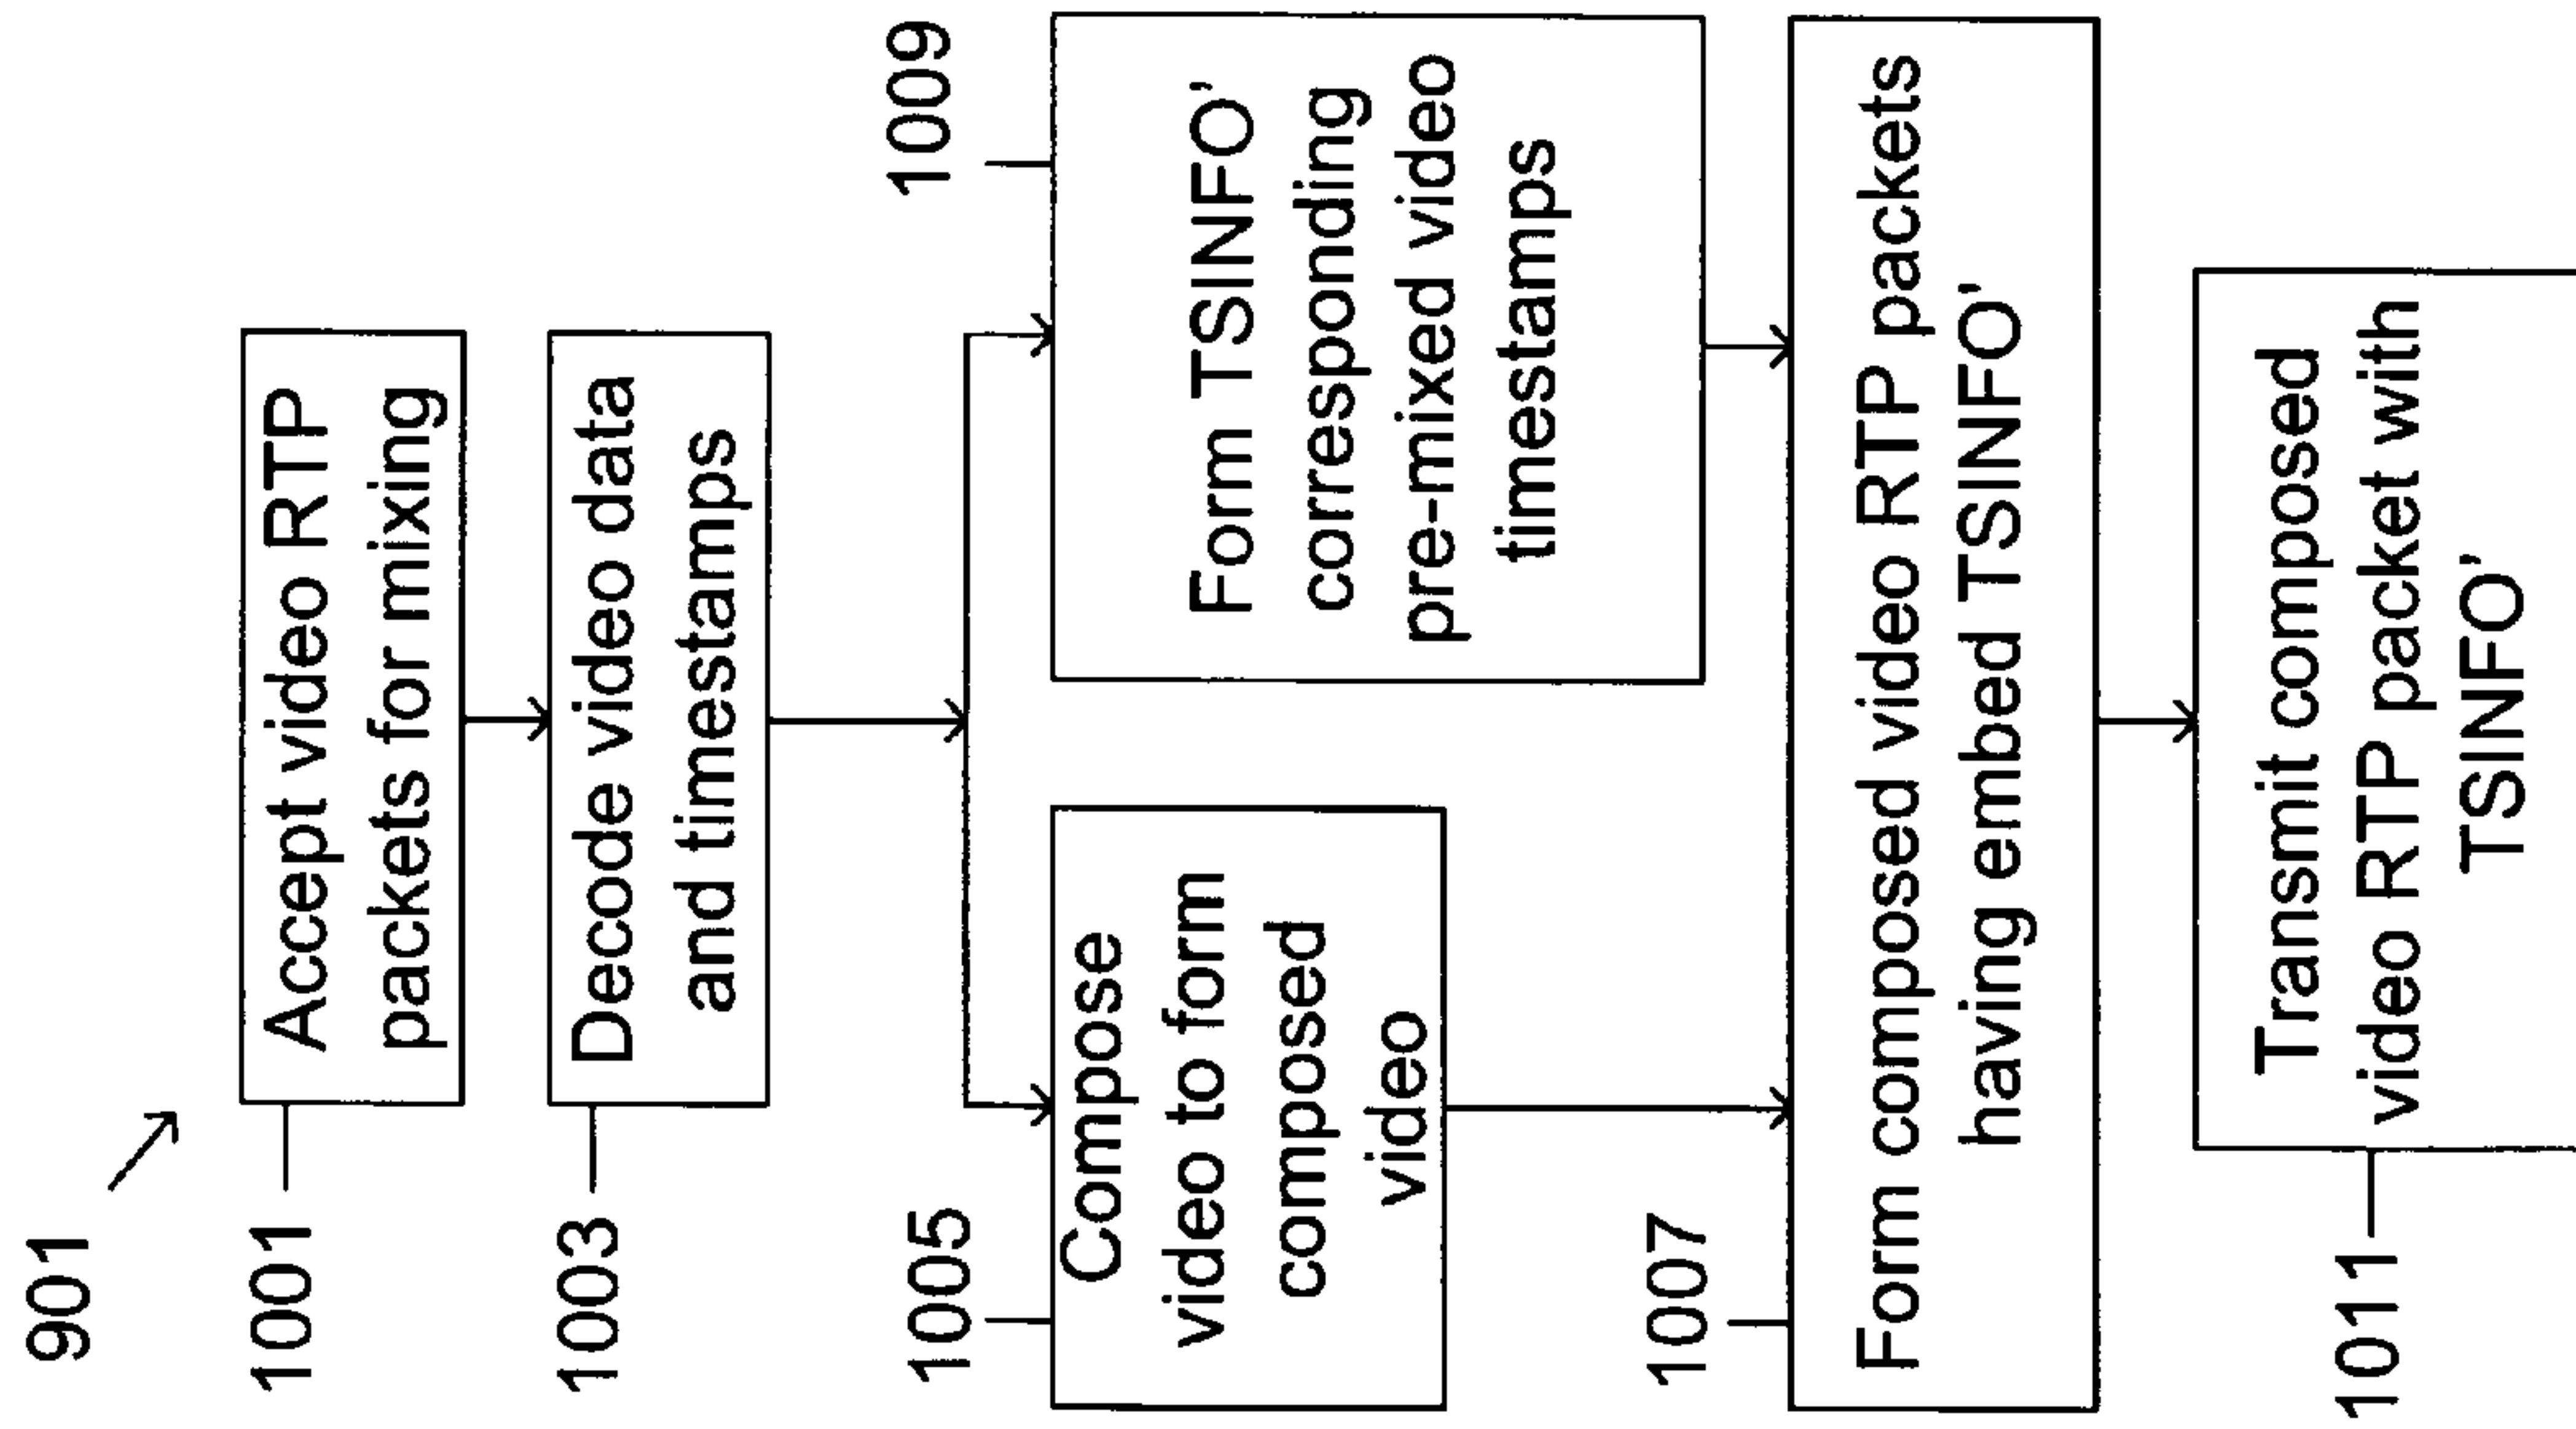 901
1001
Accept video RTP
packets for mixing
1003
Decode video data
and timestamps
1005
Compose
video to form
composed
video
1009
Form TSINFO'
corresponding
pre-mixed video
timestamps
1007
Form composed video RTP packets
having embed TSINFO'
1011
Transmit composed
video RTP packet with
TSINFO'